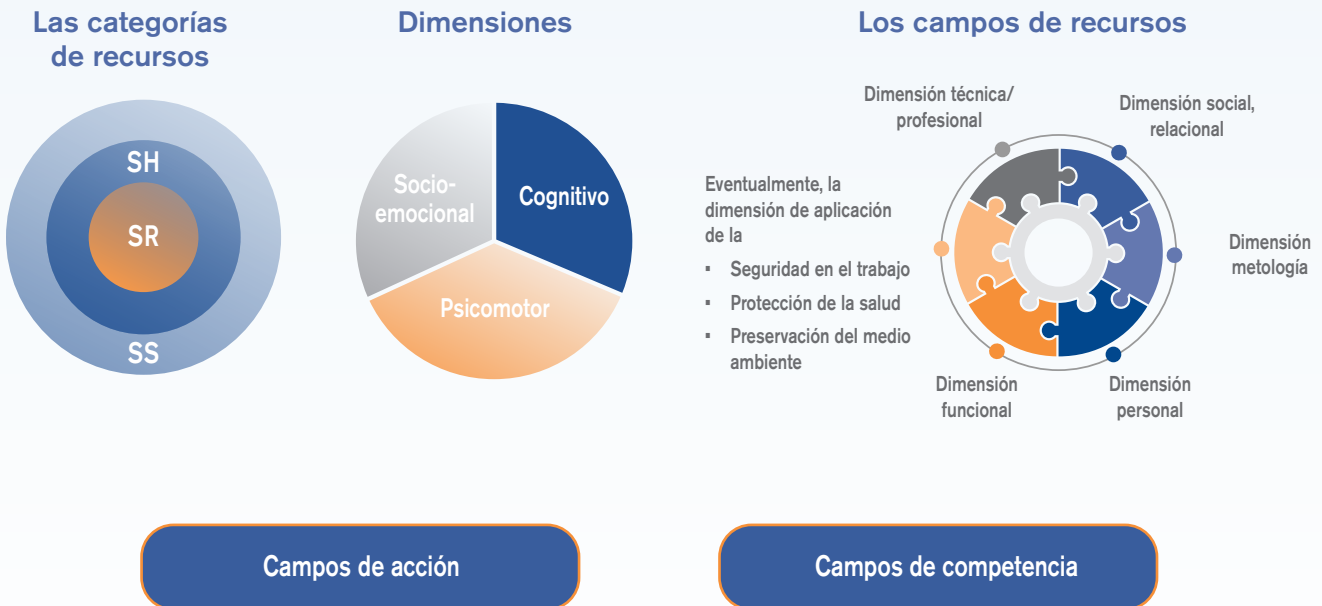 Las categorías
de recursos
SH
SR
SS
Dimensiones
Socio-
emocional
Cognitivo
Psicomotor
Los campos de recursos
Dimensión técnica/
profesional
Dimensión social,
relacional
Eventualmente, la
dimensión de aplicación
de la
▪ Seguridad en el trabajo
▪ Protección de la salud
▪ Preservación del medio
ambiente
Dimensión
metología
Dimensión
funcional
Dimensión
personal
Campos de acción
Campos de competencia